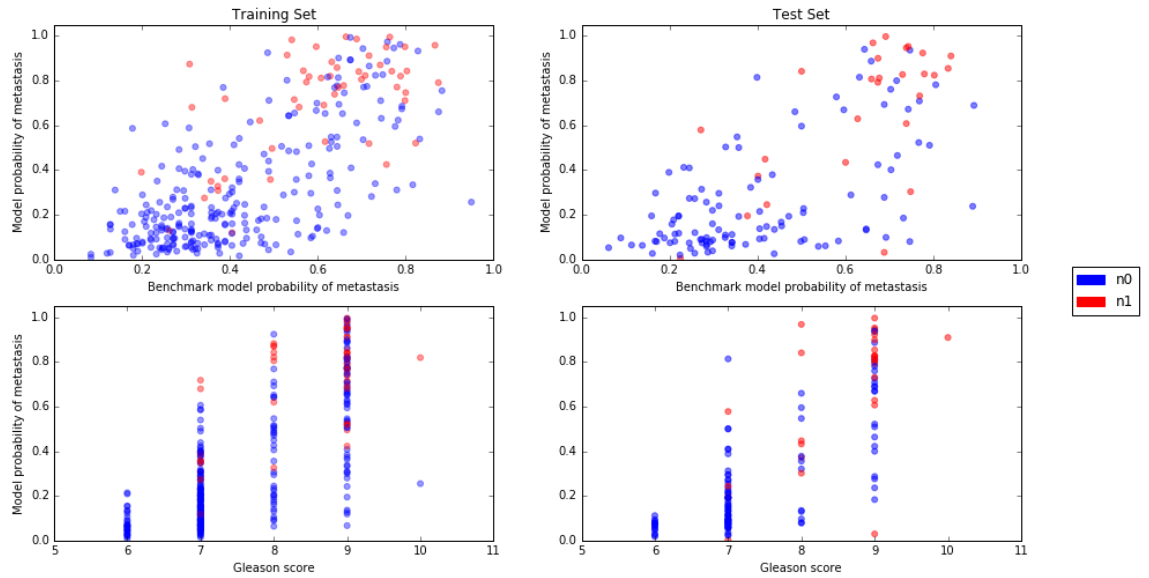 Training Set
Test Set
Model probability of metastasis
1.0
0.8
0.6
0.4
0.2
0.0
0.0 0.2 0.4 0.6 0.8 1.0
Benchmark model probability of metastasis
Model probability of metastasis
1.0
0.8
0.6
0.4
0.2
0.0
0.0 0.2 0.4 0.6 0.8 1.0
Benchmark model probability of metastasis
n0
n1
Model probability of metastasis
1.0
0.8
0.6
0.4
0.2
0.0
5 6 7 8 9 10 11
Gleason score
Model probability of metastasis
1.0
0.8
0.6
0.4
0.2
0.0
5 6 7 8 9 10 11
Gleason score